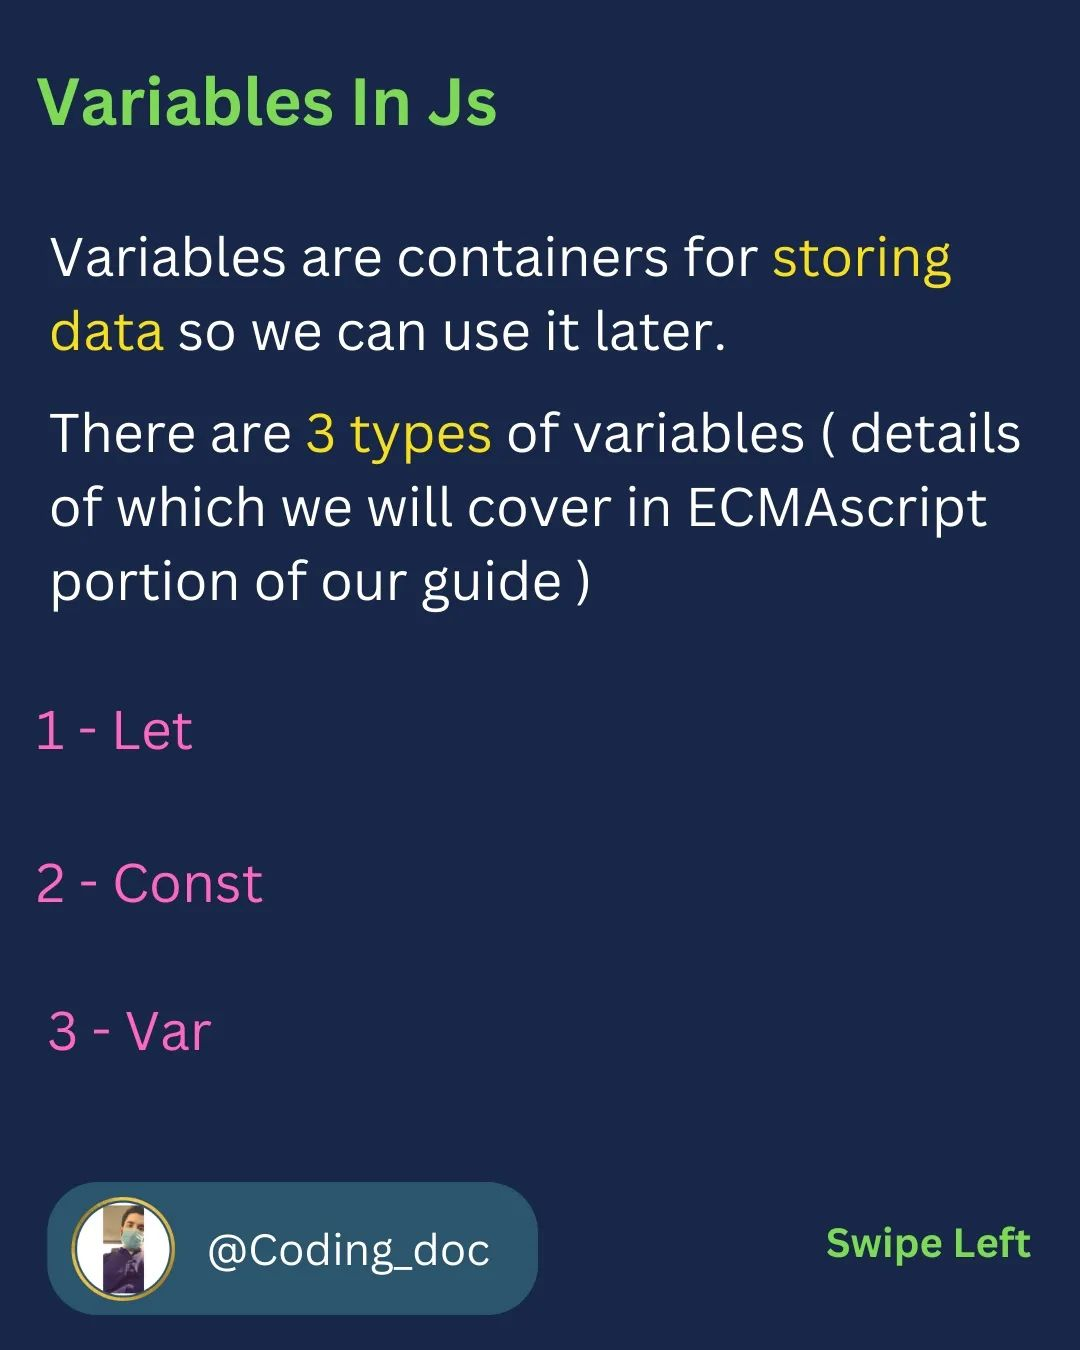 Variables In Js
Variables are containers for storing
data so we can use it later.
There are 3 types of variables ( details
of which we will cover in ECMAscript
portion of our guide )
1 - Let
2 - Const
3 - Var
@Coding_doc
Swipe Left